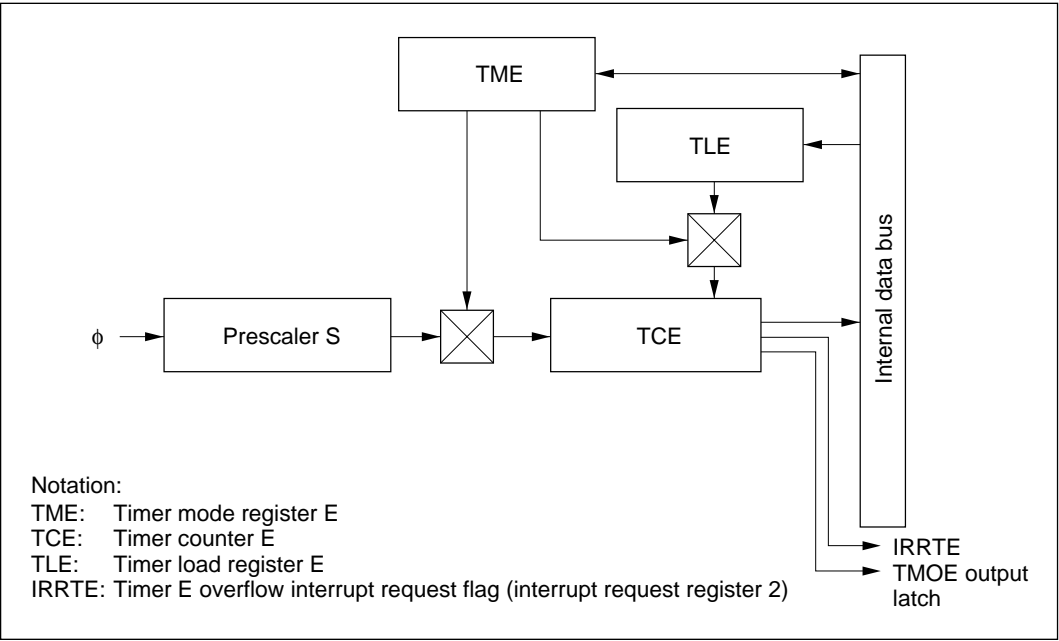 TME
TLE
Internal data bus
ϕ
Prescaler S
TCE
Notation:
TME: Timer mode register E
TCE: Timer counter E
TLE: Timer load register E
IRRTE: Timer E overflow interrupt request flag (interrupt request register 2)
IRRTE
TMOE output
latch